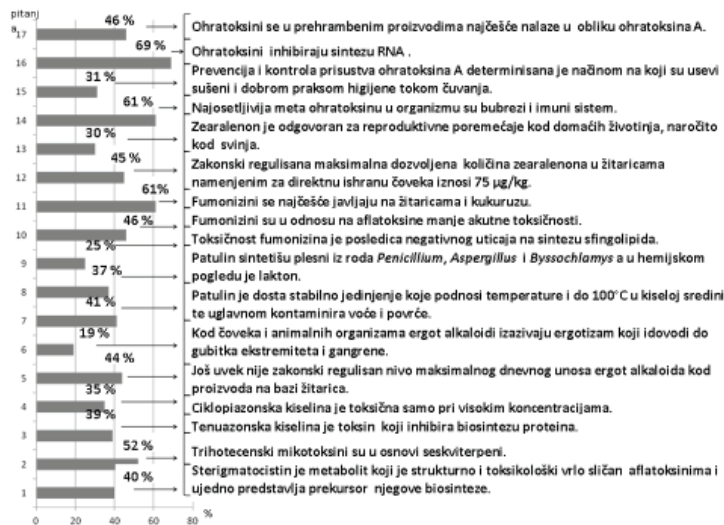 pitanj
a
17
46 %
Ohratoksini se u prehrambenim proizvodima najčešće nalaze u obliku ohratoksina A.
69 %
Ohratoksini inhibiraju sintezu RNA .
16
31 %
Prevencija i kontrola prisustva ohratoksina A determinisana je načinom na koji su usevi
sušeni i dobrom praksom higijene tokom čuvanja.
15
61 %
Najosetljivija meta ohratoksinu u organizmu su bubrezi i imuni sistem.
14
30 %
Zearalenon je odgovoran za reproduktivne poremećaje kod domaćih životinja, naročito
kod svinja.
13
45 %
Zakonski regulisana maksimalna dozvoljena količina zearalenona u žitaricama
namenjenim za direktnu ishranu čoveka iznosi 75 µg/kg.
12
61%
Fumonizini se najčešće javljaju na žitaricama i kukuruzu.
11
46 %
Fumonizini su u odnosu na aflatoksine manje akutne toksičnosti.
10
25 %
Toksičnost fumonizina je posledica negativnog uticaja na sintezu sfingolipida.
9
37 %
Patulin sintetišu plesni iz roda Penicillium, Aspergillus i Byssochlamys a u hemijskom
pogledu je lakton.
8
41 %
Patulin je dosta stabilno jedinjenje koje podnosi temperature i do 100°C u kiseloj sredini
te uglavnom kontaminira voće i povrće.
7
19 %
Kod čoveka i animalnih organizama ergot alkaloidi izazivaju ergotizam koji idovodi do
gubitka ekstremiteta i gangrene.
6
44 %
Još uvek nije zakonski regulisan nivo maksimalnog dnevnog unosa ergot alkaloida kod
proizvoda na bazi žitarica.
5
35 %
Ciklopiazonska kiselina je toksična samo pri visokim koncentracijama.
4
39 %
Tenuazonska kiselina je toksin koji inhibira biosintezu proteina.
3
52 %
Trihotecenski mikotoksini su u osnovi seskviterpeni.
2
40 %
Sterigmatocistin je metabolit koji je strukturno i toksikološki vrlo sličan aflatoksinima i
ujedno predstavlja prekursor njegove biosinteze.
1
0 20 40 60 80 %